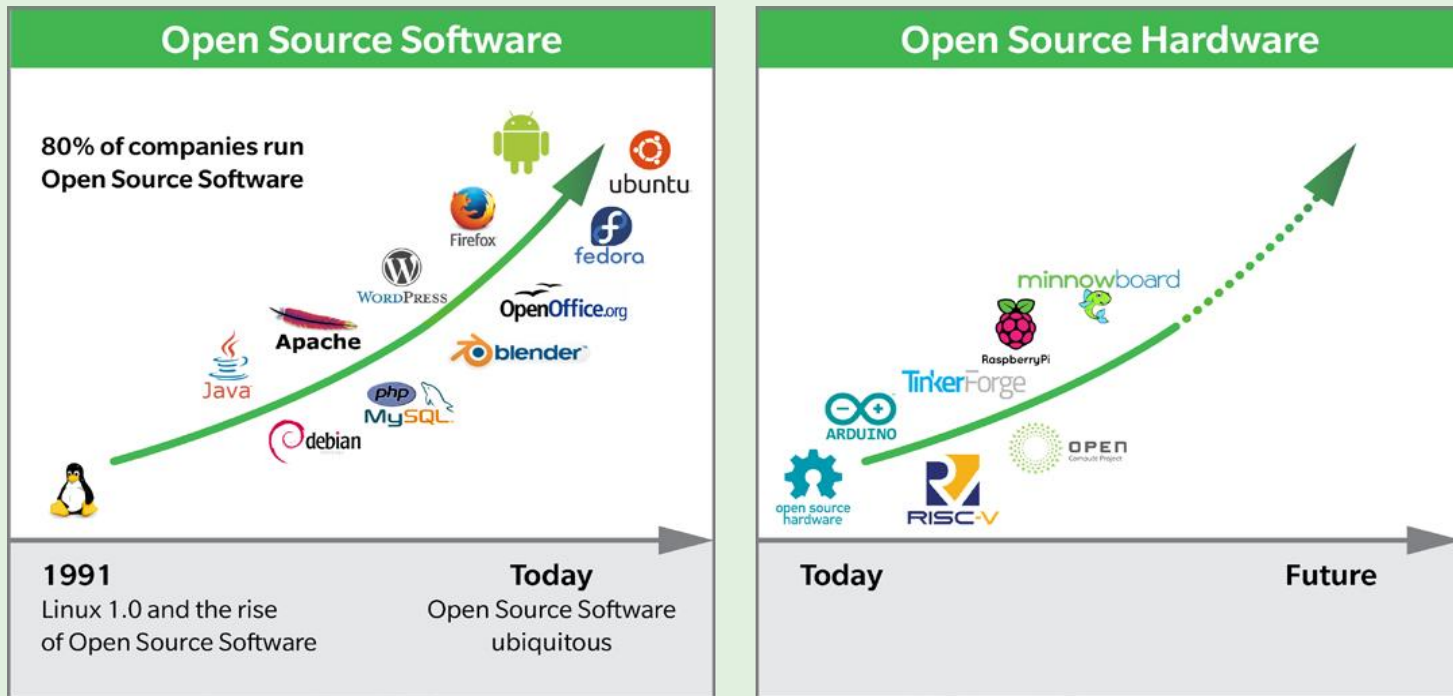 Open Source Software
80% of companies run
Open Source Software
ubuntu
Firefox
fedora
WORDPRESS
OpenOffice.org
Apache
blender
Java
php
MySQL
debian
1991
Linux 1.0 and the rise
of Open Source Software
Today
Open Source Software
ubiquitous
Open Source Hardware
minnowboard
RaspberryPi
TinkerForge
ARDUINO
OPEN
Compute Project
open source
hardware
RISC-V
Today
Future